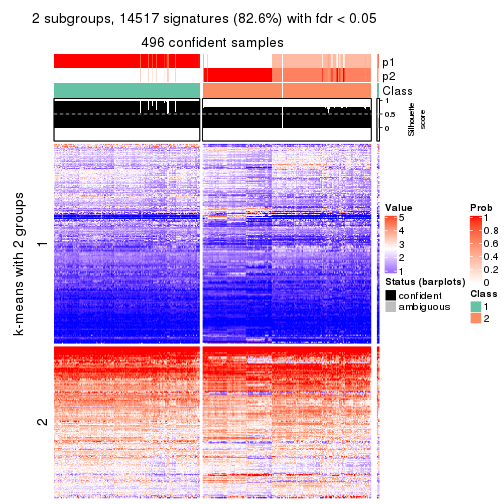 2 subgroups, 14517 signatures (82.6%) with fdr < 0.05
496 confident samples
p1
p2
Class
1
0.5
0
Silhouette
score
k-means with 2 groups
1
2
Value
5
4
3
2
1
Status (barplots)
confident
ambiguous
Prob
1
0.8
0.6
0.4
0.2
0
Class
1
2